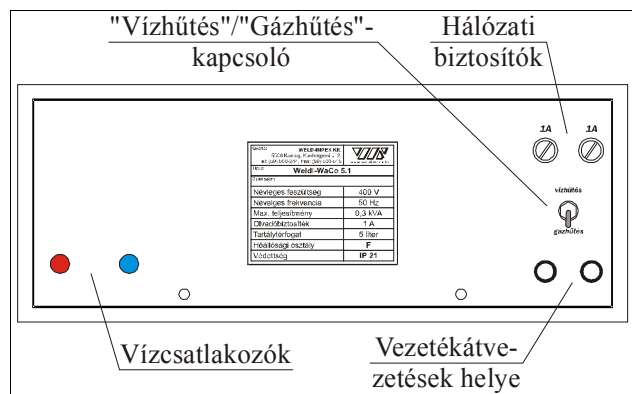 "Vízhűtés"/"Gázhűtés"-
kapcsoló
Hálózati
biztosítók
1A 1A
WELDI-IMPEX Kft.
Weldi-WaCo 5.1
Névleges feszültség 400 V
Névleges frekvencia 50 Hz
Max. teljesítmény 0,3 kVA
Olvadóbiztosíték 1 A
Tartálytérfogat 5 liter
Hőállósági osztály F
Védettség IP 21
vízhűtés
gázhűtés
Vízcsatlakozók
Vezetékátve-
zetések helye